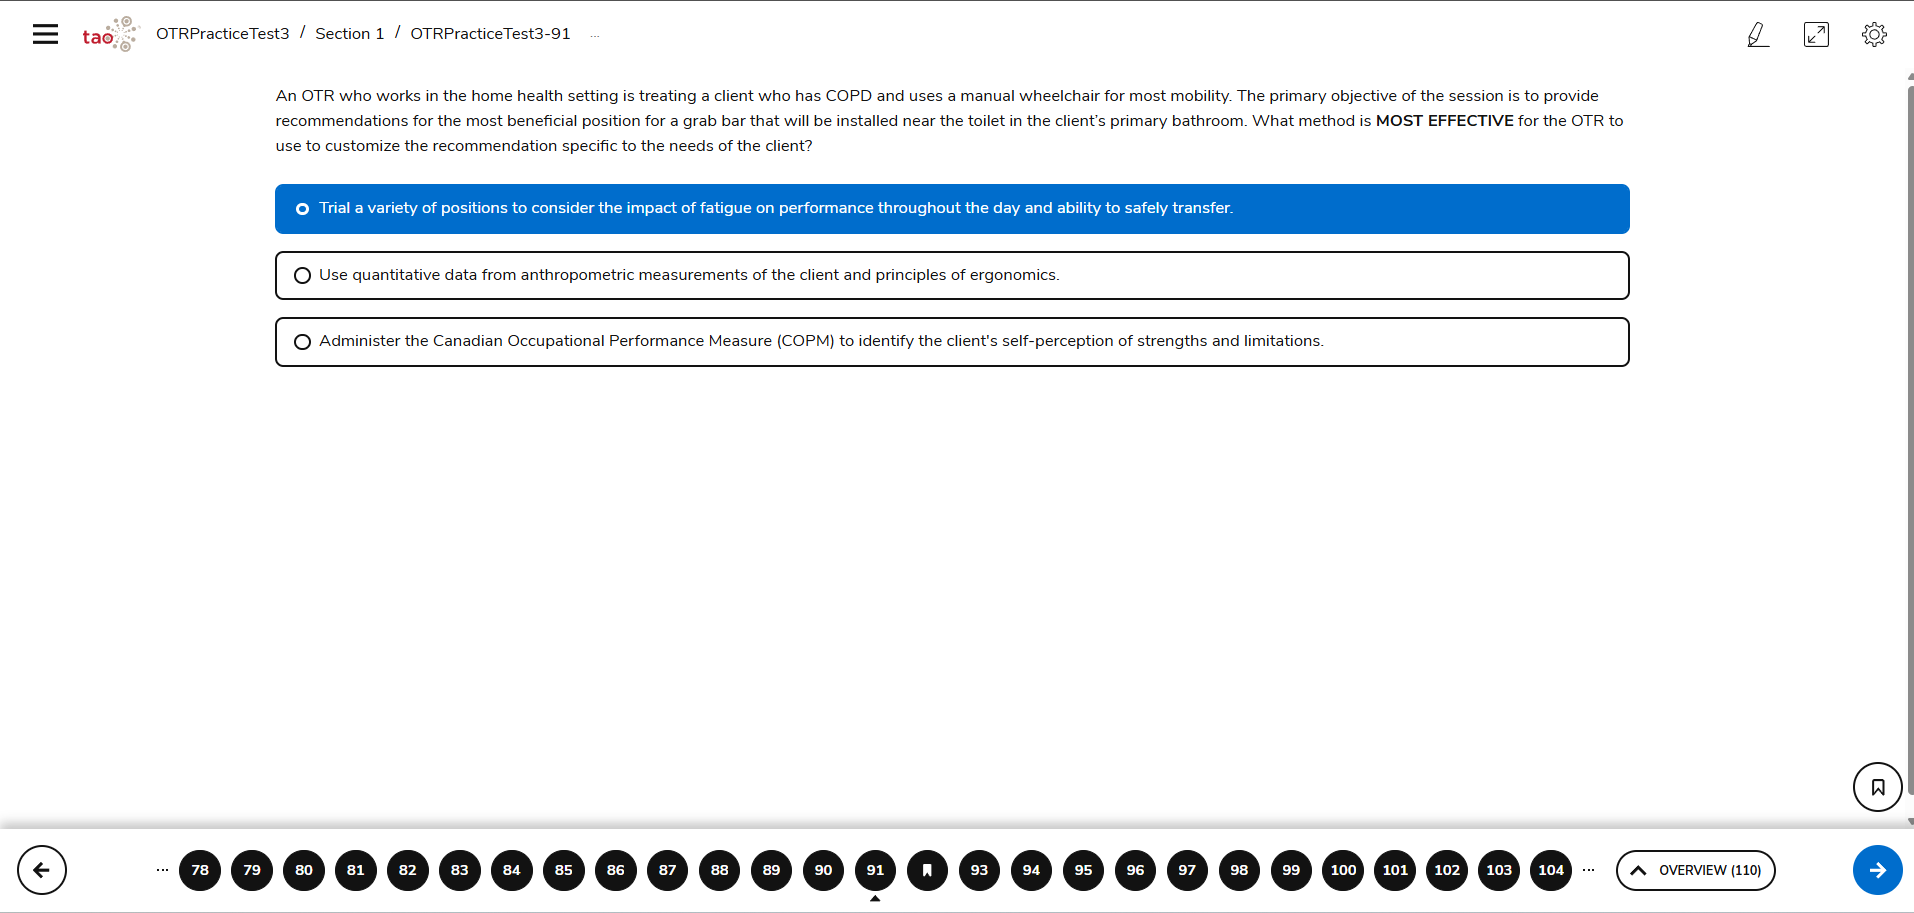 tao OTRPracticeTest3 / Section 1 / OTRPracticeTest3-91 ...
An OTR who works in the home health setting is treating a client who has COPD and uses a manual wheelchair for most mobility. The primary objective of the session is to provide
recommendations for the most beneficial position for a grab bar that will be installed near the toilet in the client’s primary bathroom. What method is MOST EFFECTIVE for the OTR to
use to customize the recommendation specific to the needs of the client?
Trial a variety of positions to consider the impact of fatigue on performance throughout the day and ability to safely transfer.
Use quantitative data from anthropometric measurements of the client and principles of ergonomics.
Administer the Canadian Occupational Performance Measure (COPM) to identify the client's self-perception of strengths and limitations.
... 78 79 80 81 82 83 84 85 86 87 88 89 90 91 93 94 95 96 97 98 99 100 101 102 103 104 ... OVERVIEW (110)